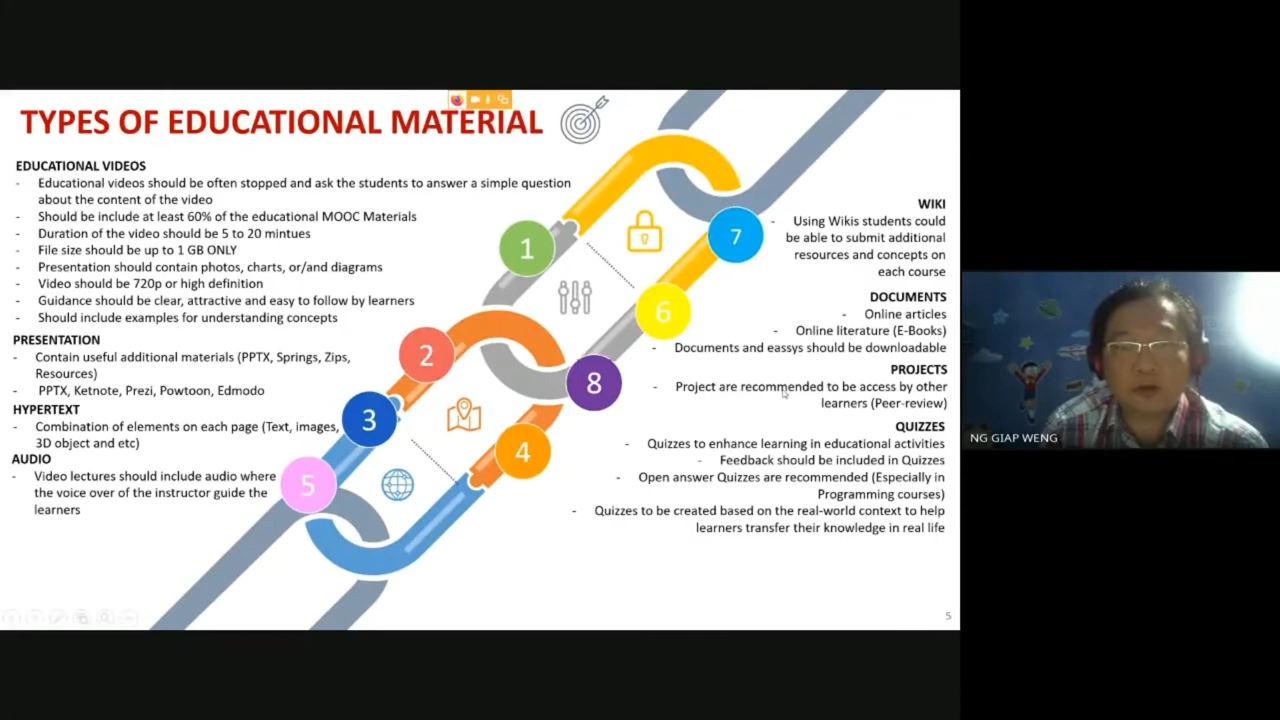 TYPES OF EDUCATIONAL MATERIAL
EDUCATIONAL VIDEOS
- Educational videos should be often stopped and ask the students to answer a simple question
about the content of the video
- Should be include at least 60% of the educational MOOC Materials
- Duration of the video should be 5 to 20 mintues
- File size should be up to 1 GB ONLY
- Presentation should contain photos, charts, or/and diagrams
- Video should be 720p or high definition
- Guidance should be clear, attractive and easy to follow by learners
- Should include examples for understanding concepts
PRESENTATION
- Contain useful additional materials (PPTX, Springs, Zips,
Resources)
- PPTX, Ketnote, Prezi, Powtoon, Edmodo
HYPERTEXT
- Combination of elements on each page (Text, images,
3D object and etc)
AUDIO
- Video lectures should include audio where
the voice over of the instructor guide the
learners
1
2
3
4
5
6
7
8
WIKI
- Using Wikis students could
be able to submit additional
resources and concepts on
each course
DOCUMENTS
- Online articles
- Online literature (E-Books)
- Documents and eassys should be downloadable
PROJECTS
- Project are recommended to be access by other
learners (Peer-review)
QUIZZES
- Quizzes to enhance learning in educational activities
- Feedback should be included in Quizzes
- Open answer Quizzes are recommended (Especially in
Programming courses)
- Quizzes to be created based on the real-world context to help
learners transfer their knowledge in real life
5
NG GIAP WENG